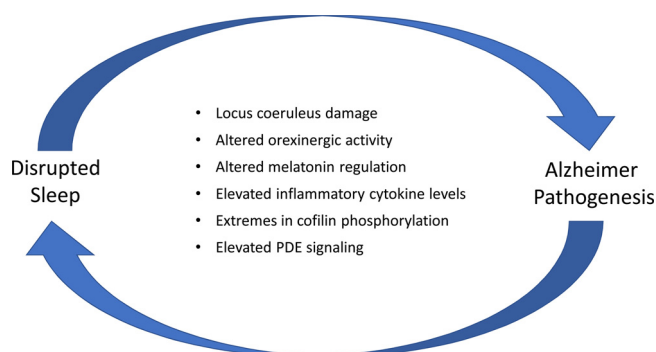 Disrupted
Sleep
• Locus coeruleus damage
• Altered orexinergic activity
• Altered melatonin regulation
• Elevated inflammatory cytokine levels
• Extremes in cofilin phosphorylation
• Elevated PDE signaling
Alzheimer
Pathogenesis